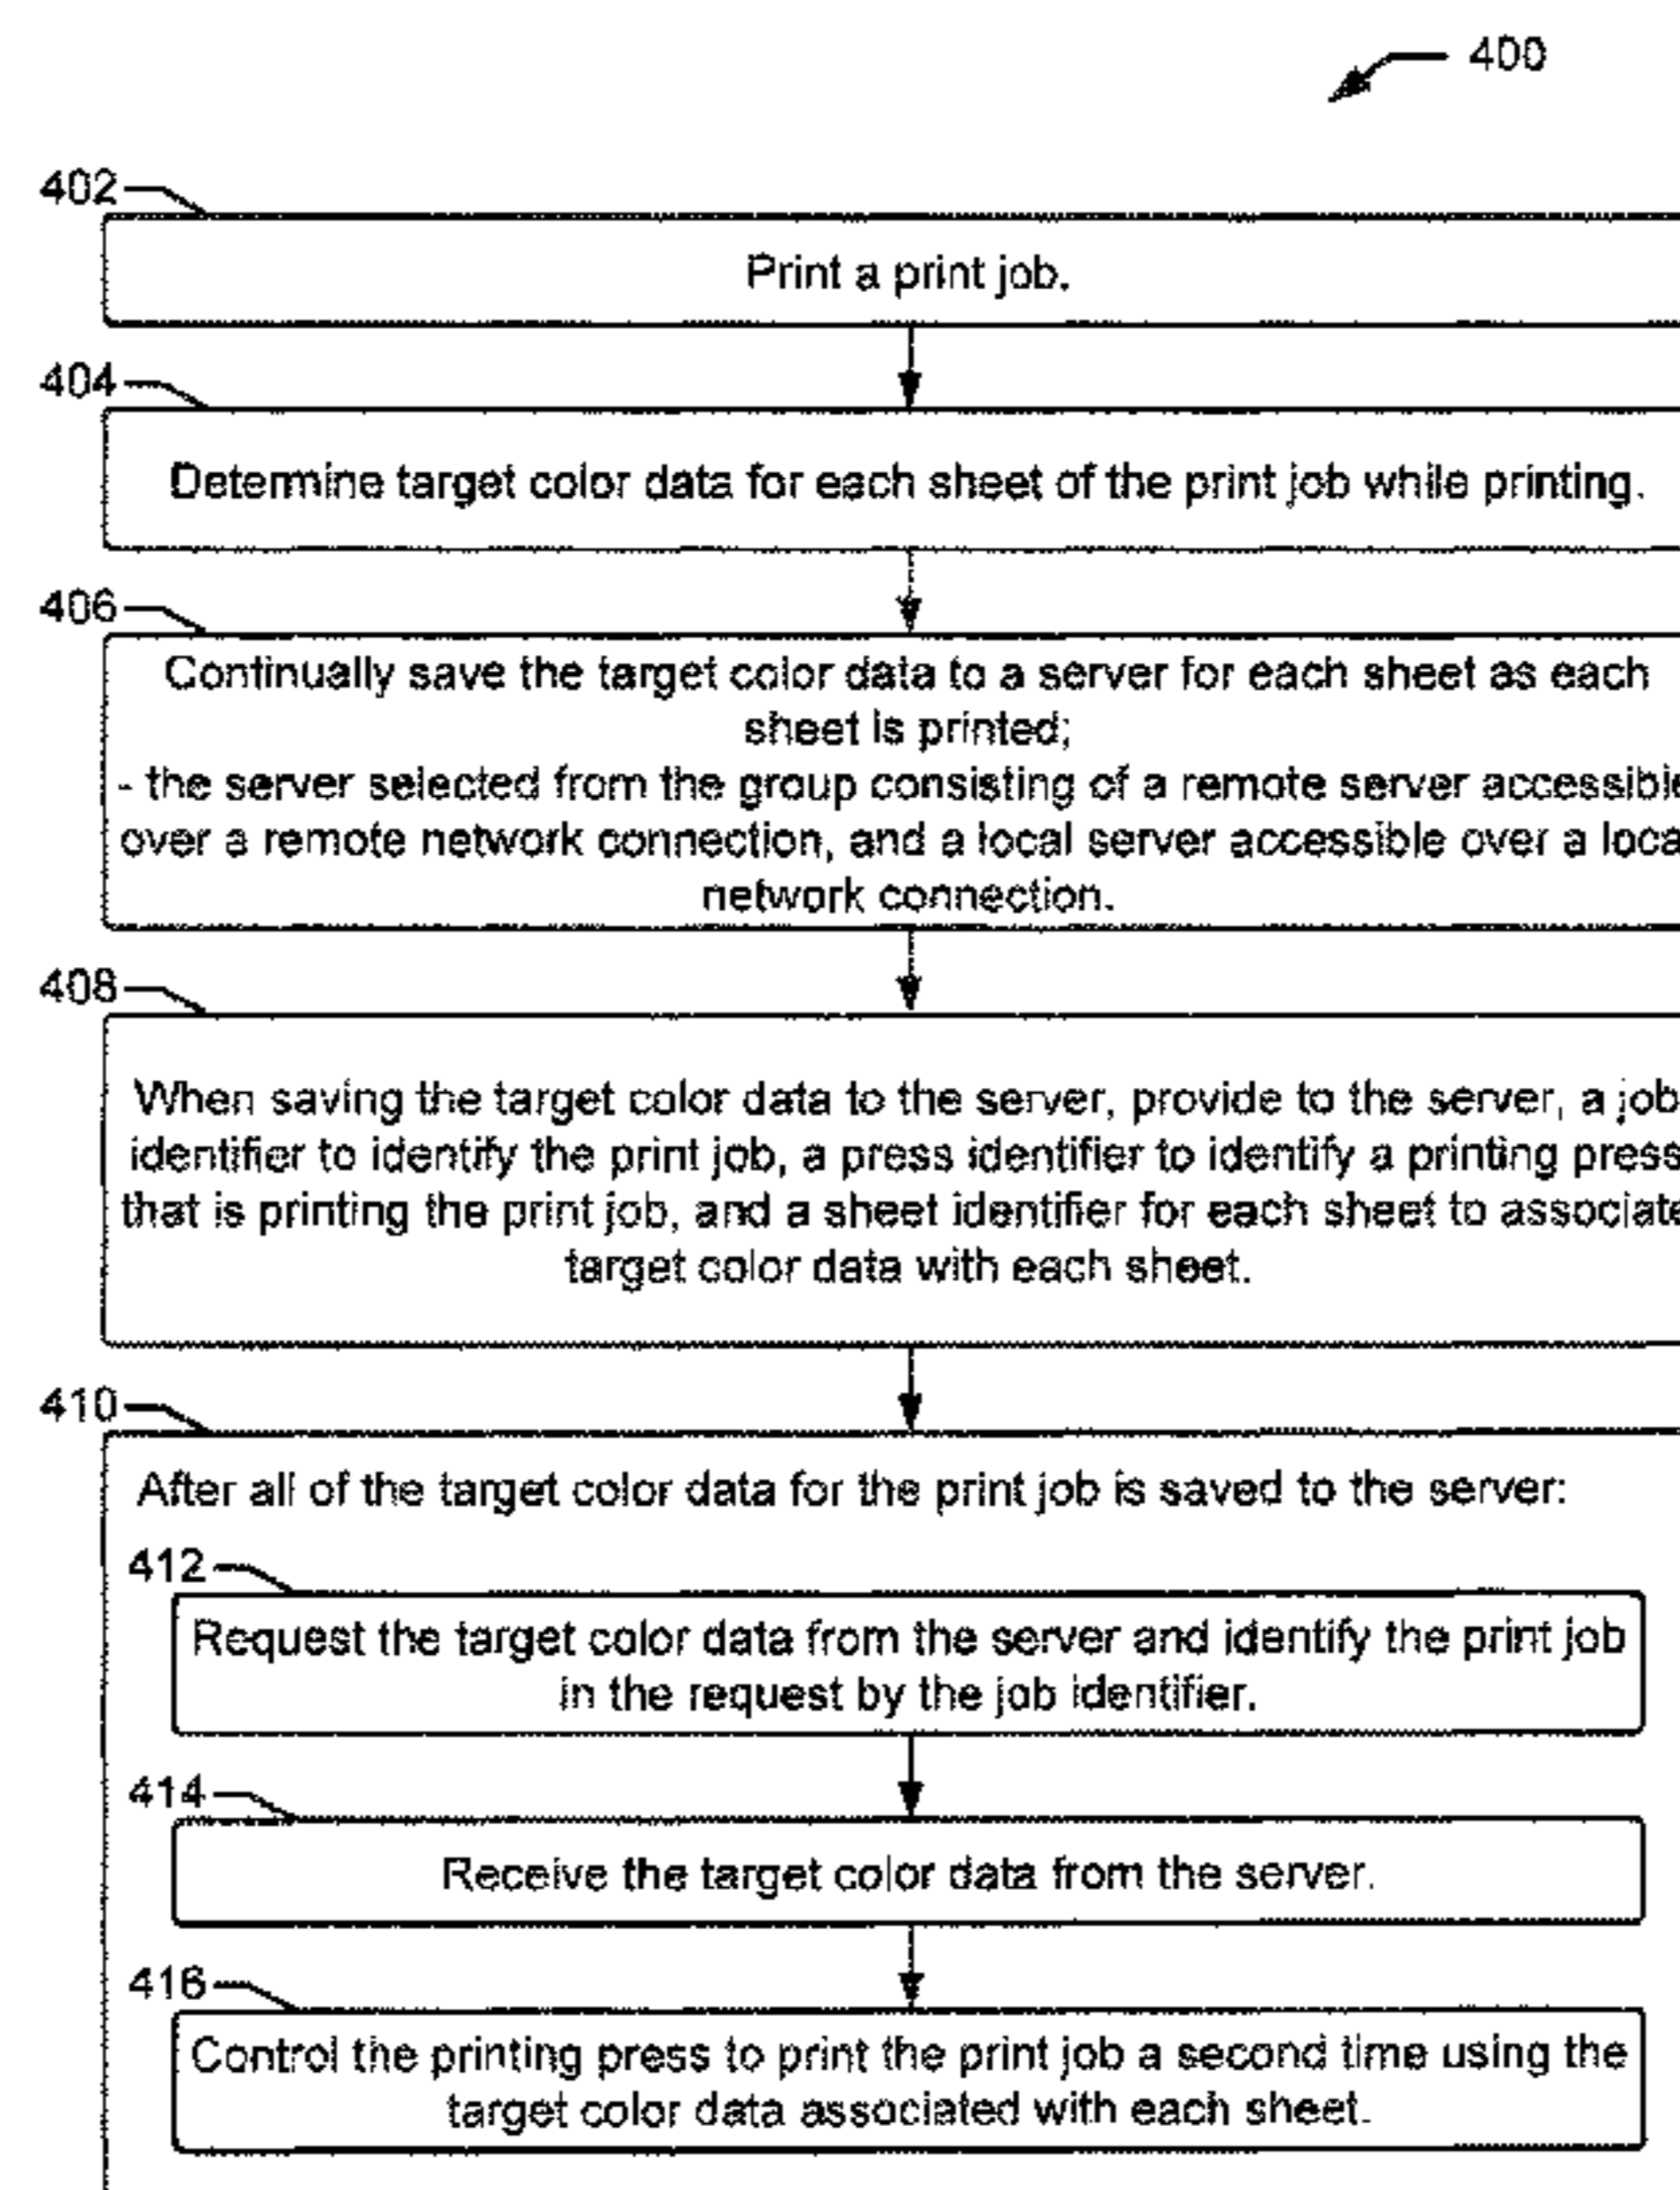 400
402
Print a print job.
404
Determine target color data for each sheet of the print job while printing.
406
Continually save the target color data to a server for each sheet as each
sheet is printed;
- the server selected from the group consisting of a remote server accessible
over a remote network connection, and a local server accessible over a loca
network connection.
408
When saving the target color data to the server, provide to the server, a job
identifier to identify the print job, a press identifier to identify a printing press
that is printing the print job, and a sheet identifier for each sheet to associate
target color data with each sheet.
410
After all of the target color data for the print job is saved to the server:
412
Request the target color data from the server and identify the print job
in the request by the job identifier.
414
Receive the target color data from the server.
416
Control the printing press to print the print job a second time using the
target color data associated with each sheet.